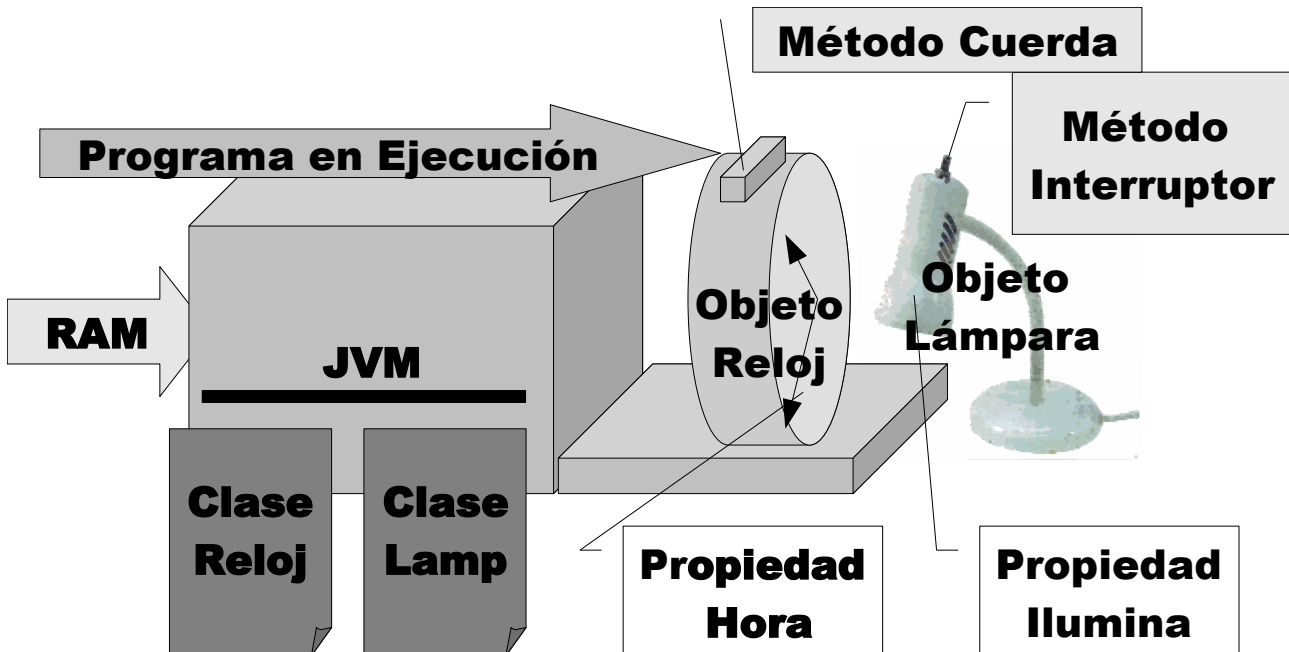 Método Cuerda
Método
Interruptor
Programa en Ejecución
Objeto
Reloj
Objeto
Lámpara
RAM
JVM
Clase
Reloj
Clase
Lamp
Propiedad
Hora
Propiedad
Ilumina